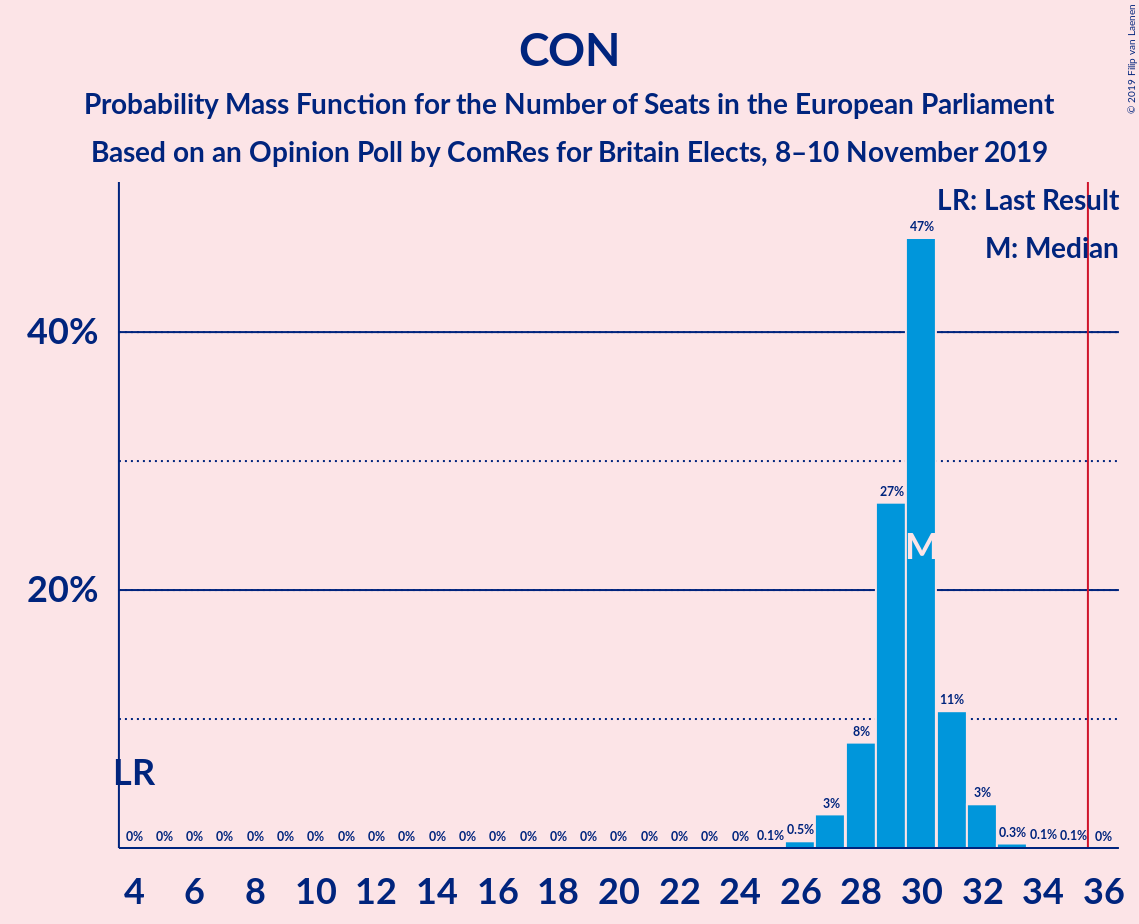 CON
Probability Mass Function for the Number of Seats in the European Parliament
Based on an Opinion Poll by ComRes for Britain Elects, 8–10 November 2019
© 2019 Filip van Laenen
LR: Last Result
M: Median
47%
40%
27%
M
20%
11%
8%
LR
3% 3%
0% 0% 0% 0% 0% 0% 0% 0% 0% 0% 0% 0% 0% 0% 0% 0% 0% 0% 0% 0% 0% 0.1% 0.5% 0.3% 0.1% 0.1% 0%
4 6 8 10 12 14 16 18 20 22 24 26 28 30 32 34 36